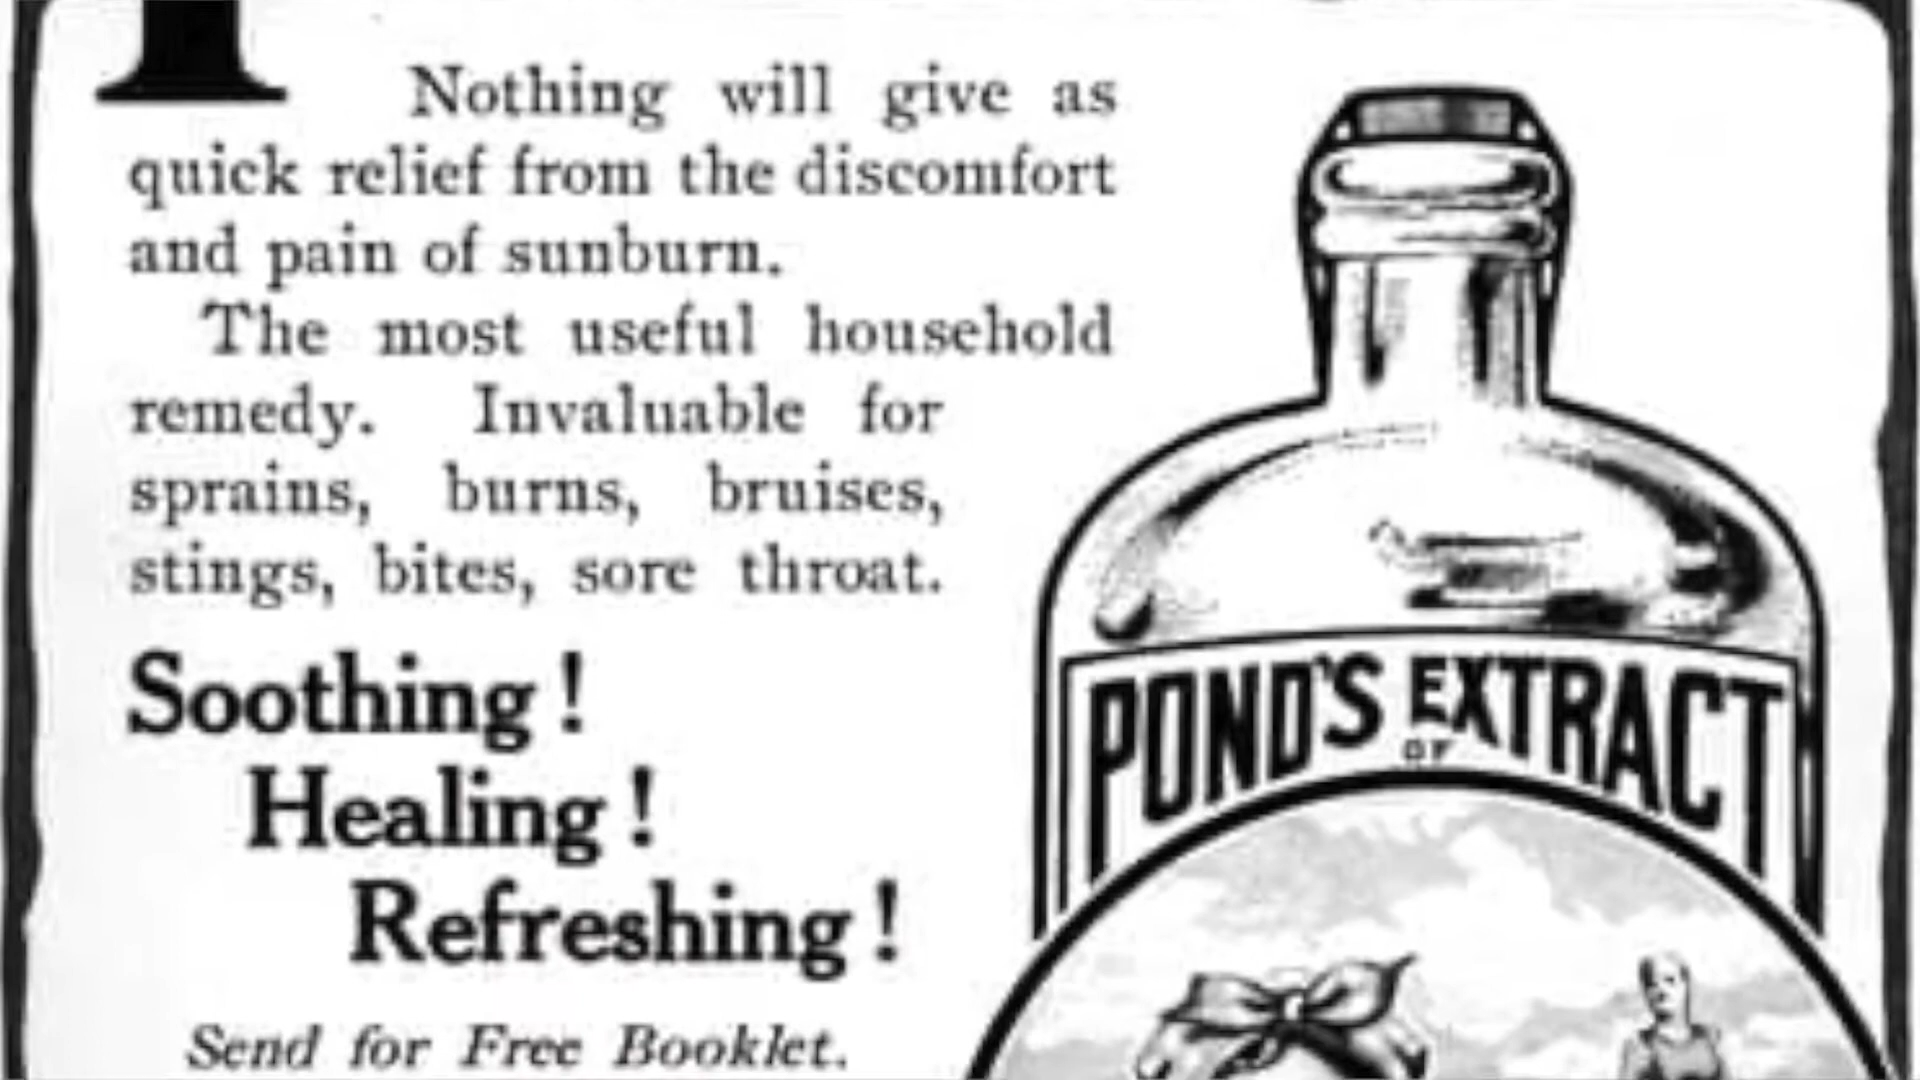 Nothing will give as
quick relief from the discomfort
and pain of sunburn.
The most useful household
remedy. Invaluable for
sprains, burns, bruises,
stings, bites, sore throat.
Soothing!
Healing!
Refreshing!
Send for Free Booklet.
POND'S EXTRACT
OF